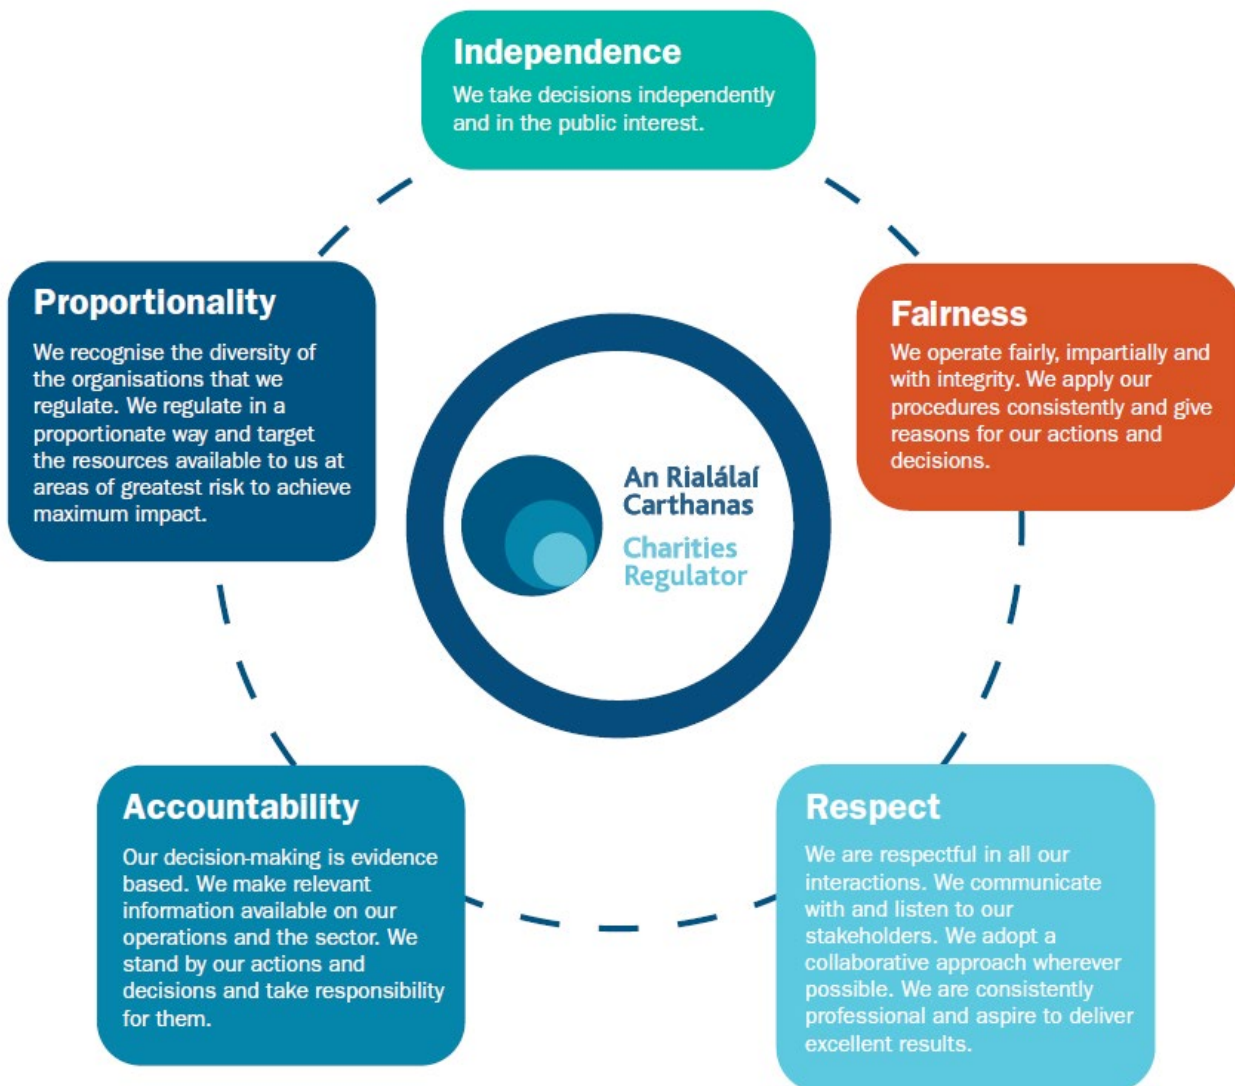 Independence
We take decisions independently
and in the public interest.
Proportionality
We recognise the diversity of
the organisations that we
regulate. We regulate in a
proportionate way and target
the resources available to us at
areas of greatest risk to achieve
maximum impact.
Fairness
We operate fairly, impartially and
with integrity. We apply our
procedures consistently and give
reasons for our actions and
decisions.
An Rialálaí
Carthanas
Charities
Regulator
Accountability
Our decision-making is evidence
based. We make relevant
information available on our
operations and the sector. We
stand by our actions and
decisions and take responsibility
for them.
Respect
We are respectful in all our
interactions. We communicate
with and listen to our
stakeholders. We adopt a
collaborative approach wherever
possible. We are consistently
professional and aspire to deliver
excellent results.